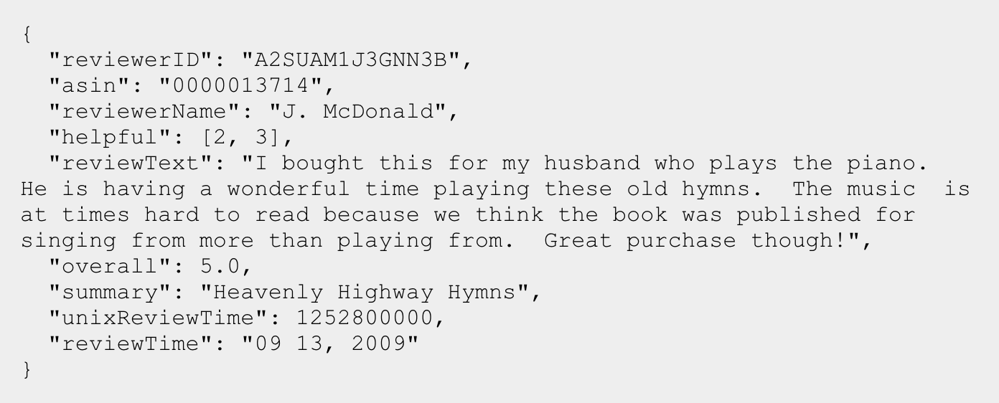 {
  "reviewerID": "A2SUAM1J3GNN3B",
  "asin": "0000013714",
  "reviewerName": "J. McDonald",
  "helpful": [2, 3],
  "reviewText": "I bought this for my husband who plays the piano.
He is having a wonderful time playing these old hymns.  The music  is
at times hard to read because we think the book was published for
singing from more than playing from.  Great purchase though!",
  "overall": 5.0,
  "summary": "Heavenly Highway Hymns",
  "unixReviewTime": 1252800000,
  "reviewTime": "09 13, 2009"
}